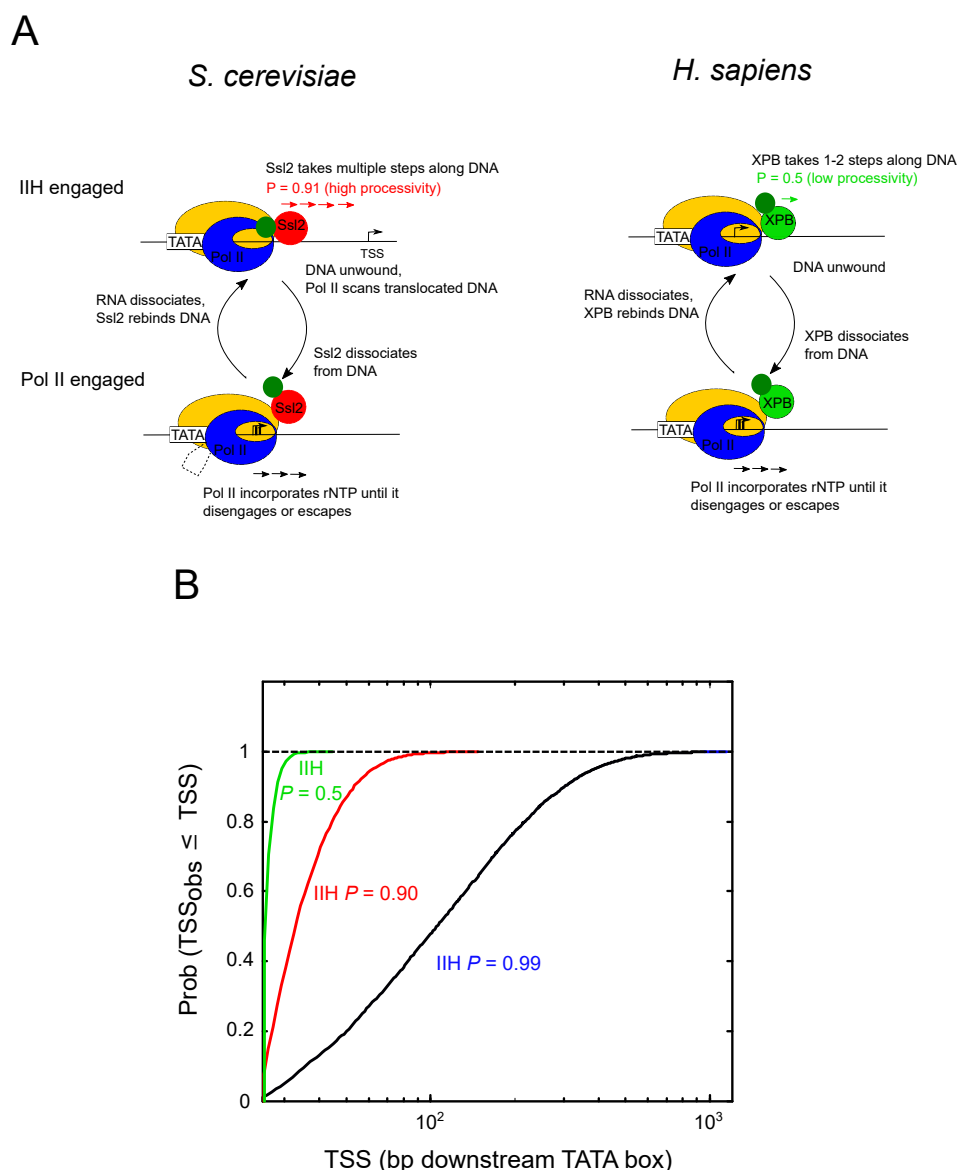 A
S. cerevisiae
H. sapiens
IIH engaged
Ssl2 takes multiple steps along DNA
P = 0.91 (high processivity)
Ssl2
TATA
Pol II
TSS
DNA unwound,
Pol II scans translocated DNA
RNA dissociates,
Ssl2 rebinds DNA
Ssl2 dissociates
from DNA
Pol II engaged
Ssl2
TATA
Pol II
Pol II incorporates rNTP until it
disengages or escapes
XPB takes 1-2 steps along DNA
P = 0.5 (low processivity)
XPB
TATA
Pol II
DNA unwound
RNA dissociates,
XPB rebinds DNA
XPB dissociates
from DNA
XPB
TATA
Pol II
Pol II incorporates rNTP until it
disengages or escapes
B
Prob (TSSobs ≤ TSS)
1
0.8
0.6
0.4
0.2
0
IIH
P = 0.5
IIH P = 0.90
IIH P = 0.99
10²
10³
TSS (bp downstream TATA box)